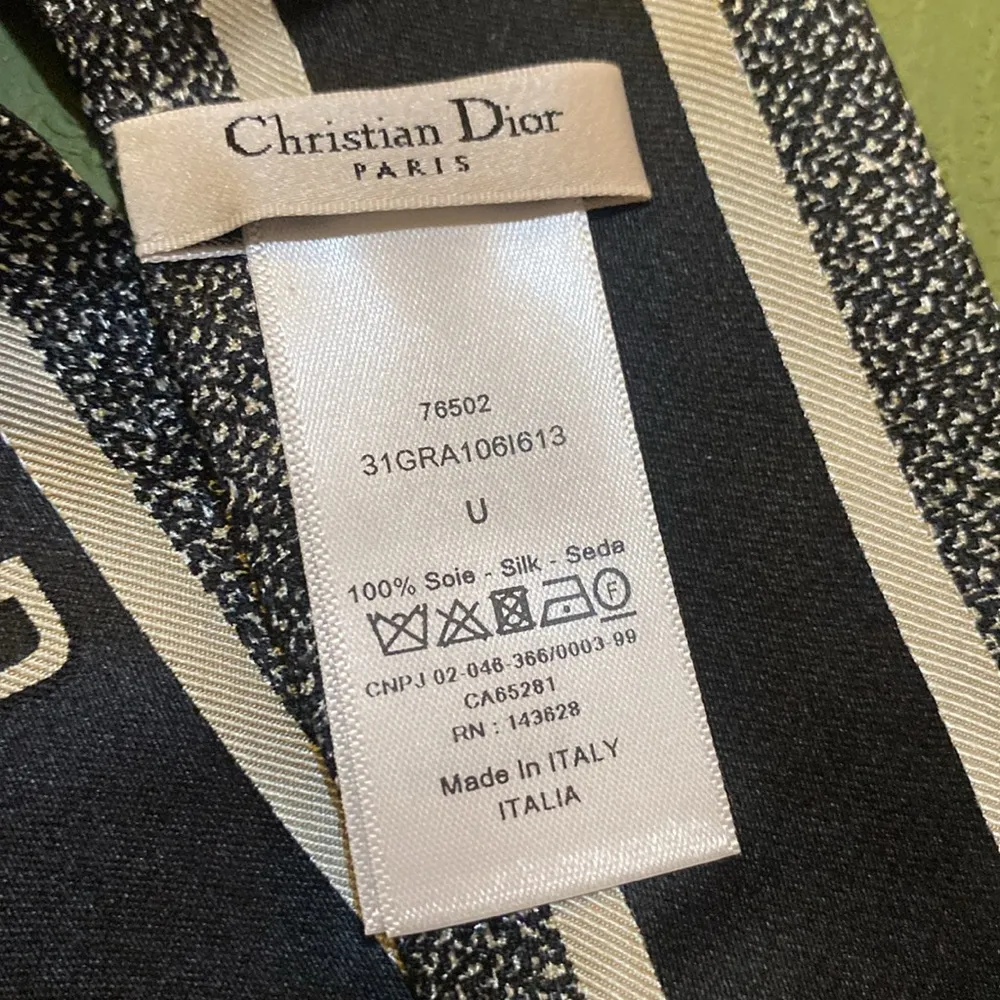 Christian Dior
PARIS
76502
31GRA106I613
U
100% Soie - Silk - Seda
F
CNPJ 02-046-366/0003-99
CA65281
RN : 143628
Made In ITALY
ITALIA